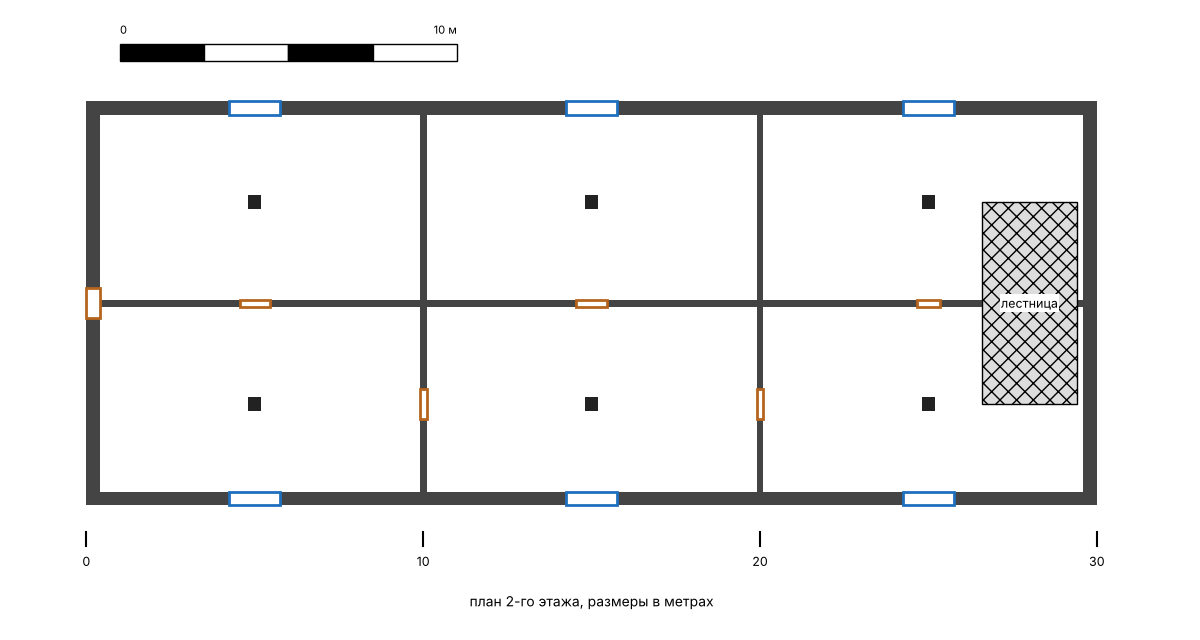 0 10 м
лестница
0 10 20 30
план 2-го этажа, размеры в метрах